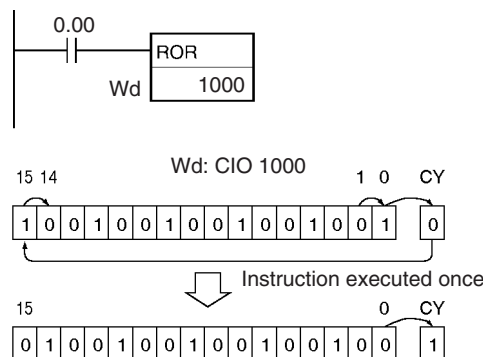 0.00
ROR
Wd 1000
Wd: CIO 1000
15 14 1 0 CY
1 0 0 1 0 0 1 0 0 1 0 0 1 0 0 1 0
Instruction executed once
15 0 CY
0 1 0 0 1 0 0 1 0 0 1 0 0 1 0 0 1